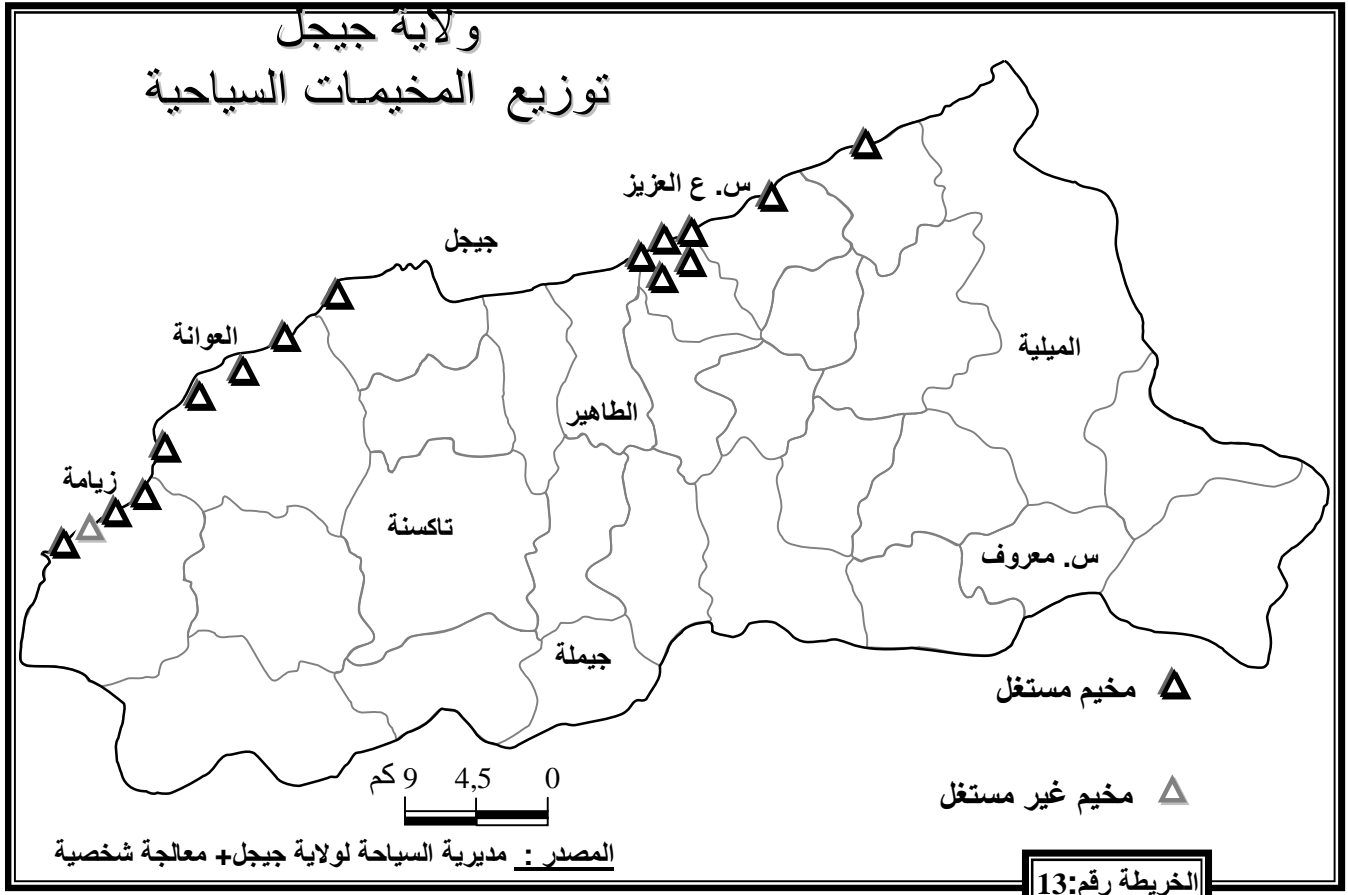 ولاية جيجل
توزيع المخيمات السياحية
س. ع العزيز
جيجل
العوانة
الميلية
الطاهير
زيامة
تاكسنة
س. معروف
جيملة
مخيم مستغل
مخيم غير مستغل
0 4,5 9 كم
المصدر : مديرية السياحة لولاية جيجل+ معالجة شخصية
الخريطة رقم:13